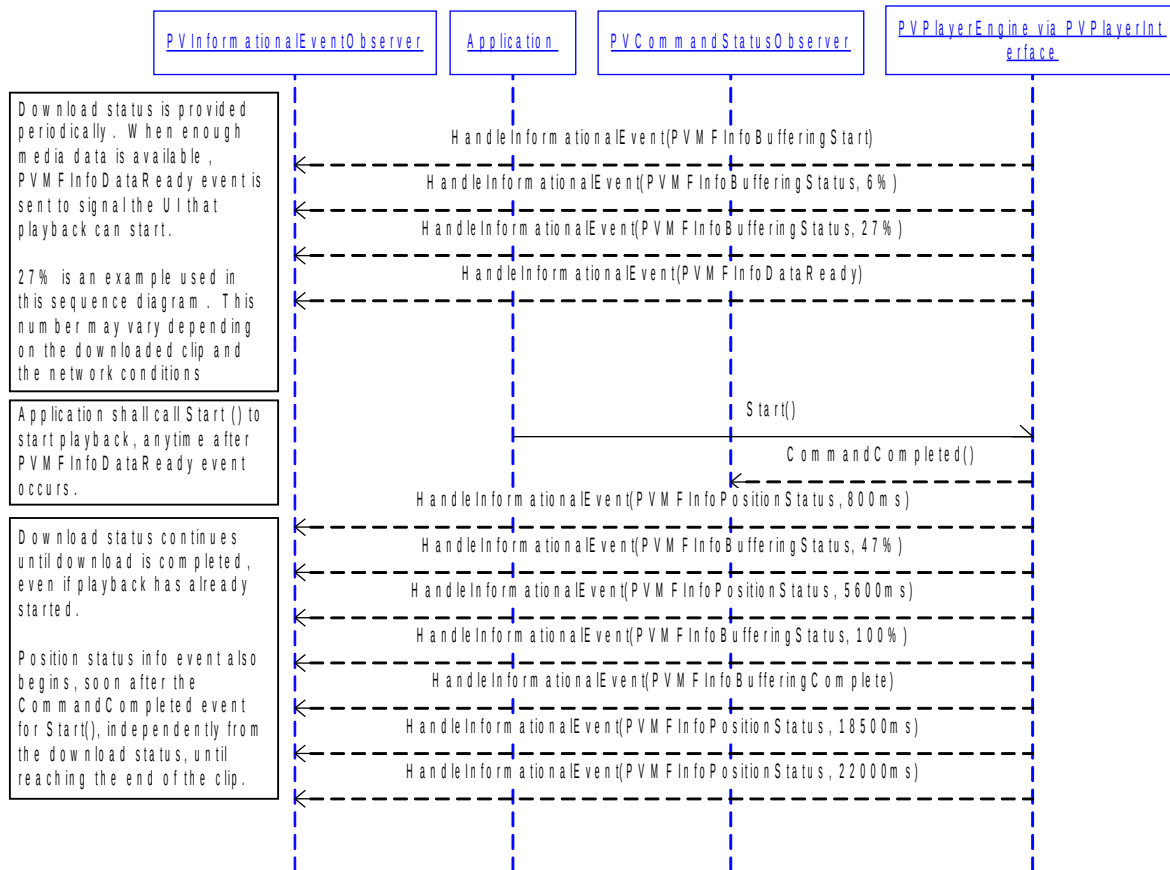 PVInformationalEventObserver
Application
PVCommandStatusObserver
PVPlayerEngine via PVPlayerInt
erface
Download status is provided
periodically. When enough
media data is available,
PVMFInfoDataReady event is
sent to signal the UI that
playback can start.
27% is an example used in
this sequence diagram. This
number may vary depending
on the downloaded clip and
the network conditions
HandleInformationalEvent(PVMFInfoBufferingStart)
HandleInformationalEvent(PVMFInfoBufferingStatus, 6%)
HandleInformationalEvent(PVMFInfoBufferingStatus, 27%)
HandleInformationalEvent(PVMFInfoDataReady)
Application shall call Start () to
start playback, anytime after
PVMFInfoDataReady event
occurs.
Start()
CommandCompleted()
HandleInformationalEvent(PVMFInfoPositionStatus, 800ms)
Download status continues
until download is completed,
even if playback has already
started.
Position status info event also
begins, soon after the
CommandCompleted event
for Start(), independently from
the download status, until
reaching the end of the clip.
HandleInformationalEvent(PVMFInfoBufferingStatus, 47%)
HandleInformationalEvent(PVMFInfoPositionStatus, 5600ms)
HandleInformationalEvent(PVMFInfoBufferingStatus, 100%)
HandleInformationalEvent(PVMFInfoBufferingComplete)
HandleInformationalEvent(PVMFInfoPositionStatus, 18500ms)
HandleInformationalEvent(PVMFInfoPositionStatus, 22000ms)